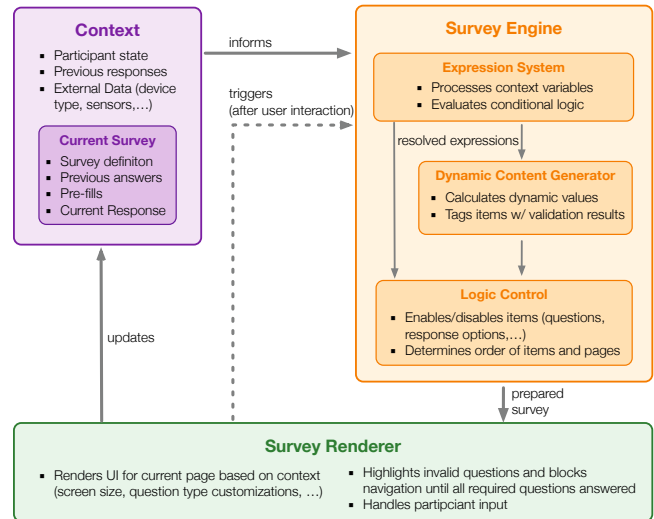 Context
▪ Participant state
▪ Previous responses
▪ External Data (device
type, sensors,…)
Current Survey
▪ Survey definiton
▪ Previous answers
▪ Pre-fills
▪ Current Response
informs
triggers
(after user interaction)
updates
Survey Engine
Expression System
▪ Processes context variables
▪ Evaluates conditional logic
resolved expressions
Dynamic Content Generator
▪ Calculates dynamic values
▪ Tags items w/ validation results
Logic Control
▪ Enables/disables items (questions,
response options,…)
▪ Determines order of items and pages
prepared
survey
Survey Renderer
▪ Renders UI for current page based on context
(screen size, question type customizations, …)
▪ Highlights invalid questions and blocks
navigation until all required questions answered
▪ Handles partipciant input